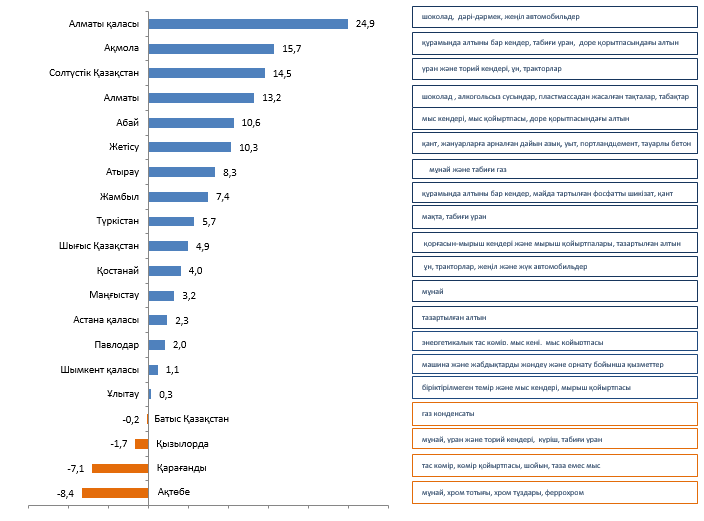 Алматы қаласы 24,9 шоколад, дәрі-дәрмек, жеңіл автомобильдер
Ақмола 15,7 құрамында алтыны бар кендер, табиғи уран, доре қорытпасындағы алтын
Солтүстік Қазақстан 14,5 уран және торий кендері, ұн, тракторлар
Алматы 13,2 шоколад , алкогольсыз сусындар, пластмассадан жасалған тақталар, табақтар
Абай 10,6 мыс кендері, мыс қойыртпасы, доре қорытпасындағы алтын
Жетісу 10,3 қант, жануарларға арналған дайын азық, уыт, портландцемент, тауарлы бетон
Атырау 8,3 мұнай және табиғи газ
Жамбыл 7,4 құрамында алтыны бар кендер, майда тартылған фосфатты шикізат, қант
Түркістан 5,7 мақта, табиғи уран
Шығыс Қазақстан 4,9 қорғасын-мырыш кендері және мырыш қойыртпалары, тазартылған алтын
Қостанай 4,0 ұн, тракторлар, жеңіл және жүк автомобильдер
Маңғыстау 3,2 мұнай
Астана қаласы 2,3 тазартылған алтын
Павлодар 2,0 энергетикалық тас көмір, мыс кені, мыс қойыртпасы
Шымкент қаласы 1,1 машина және жабдықтарды жөндеу және орнату бойынша қызметтер
Ұлытау 0,3 біріктірілмеген темір және мыс кендері, мырыш қойыртпасы
-0,2 Батыс Қазақстан газ конденсаты
-1,7 Қызылорда мұнай, уран және торий кендері, күріш, табиғи уран
-7,1 Қарағанды тас көмір, көмір қойыртпасы, шойын, таза емес мыс
-8,4 Ақтөбе мұнай, хром тотығы, хром тұздары, феррохром